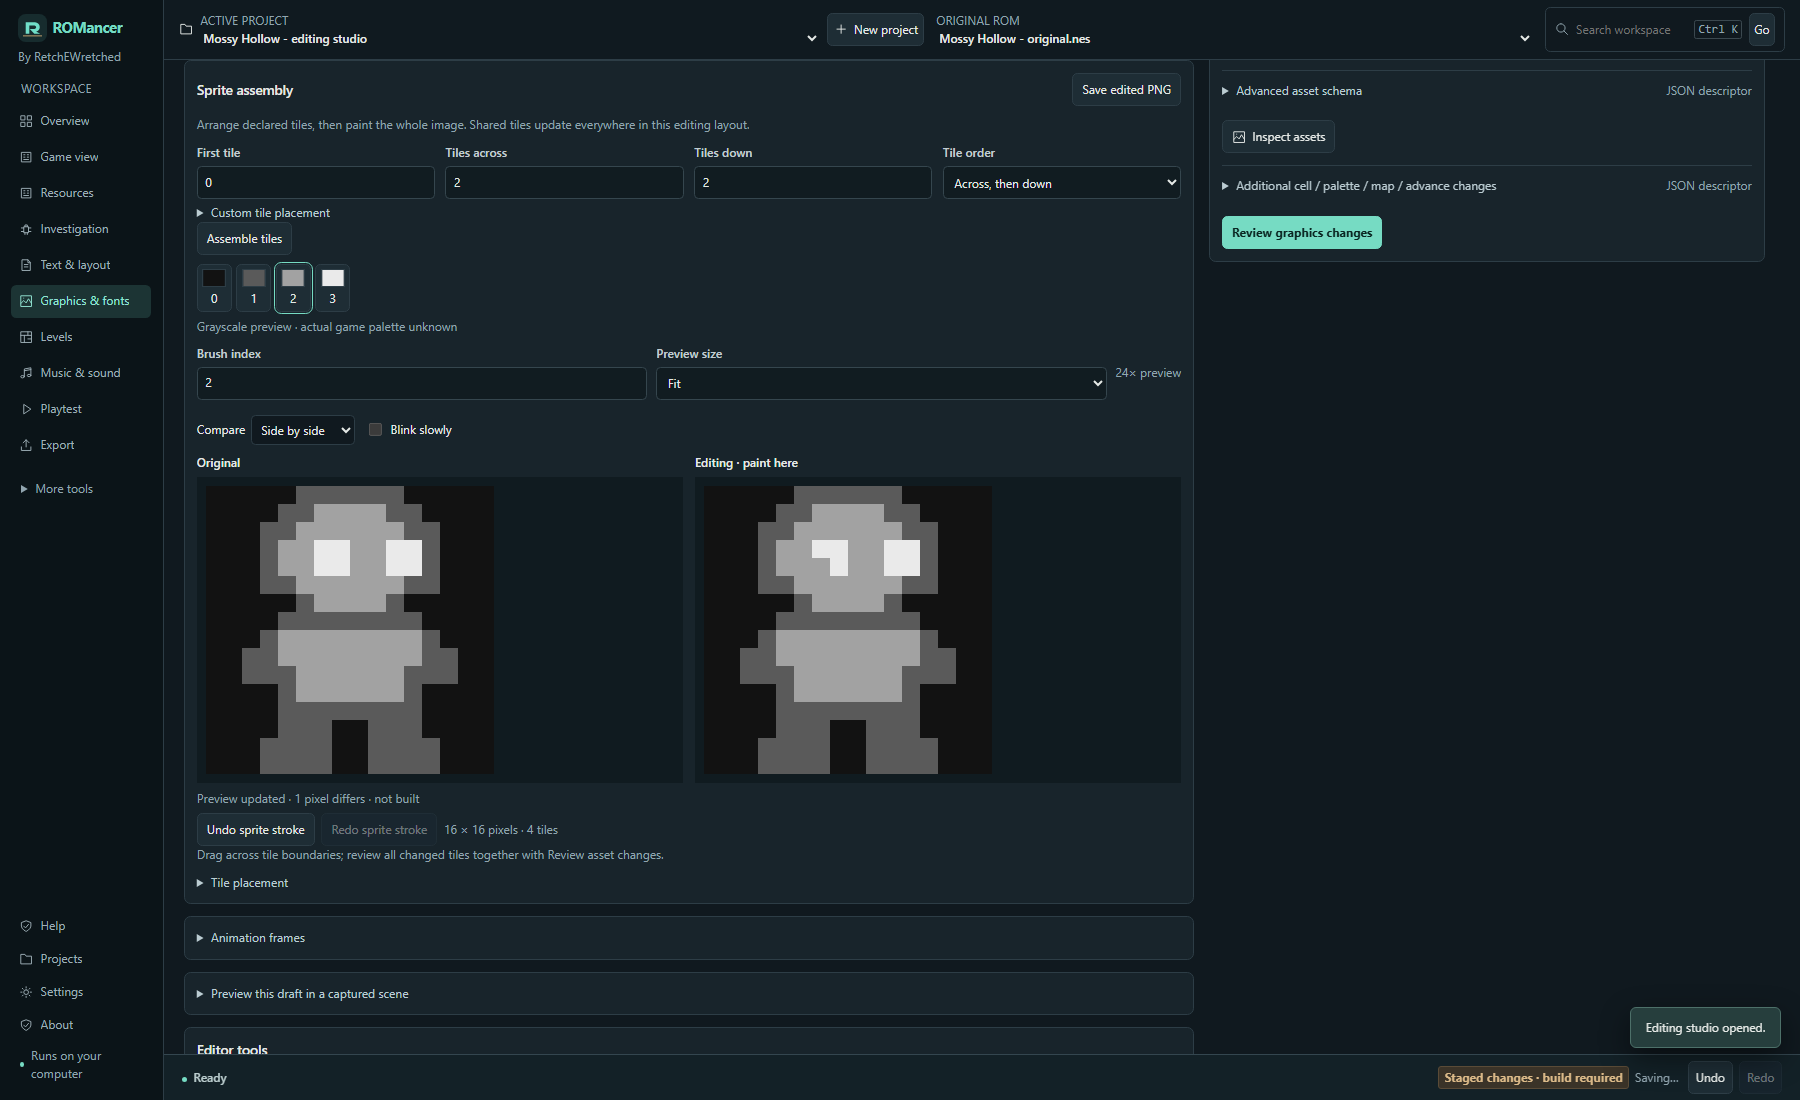 ROMancer
By RetchEWretched
WORKSPACE
Overview
Game view
Resources
Investigation
Text & layout
Graphics & fonts
Levels
Music & sound
Playtest
Export
More tools
Help
Projects
Settings
About
Runs on your
computer
ACTIVE PROJECT
Mossy Hollow - editing studio
New project
ORIGINAL ROM
Mossy Hollow - original.nes
Search workspace
Ctrl K
Go
Sprite assembly
Save edited PNG
Arrange declared tiles, then paint the whole image. Shared tiles update everywhere in this editing layout.
First tile
Tiles across
Tiles down
Tile order
0
2
2
Across, then down
Custom tile placement
Assemble tiles
0
1
2
3
Grayscale preview · actual game palette unknown
Brush index
Preview size
2
Fit
24× preview
Compare
Side by side
Blink slowly
Original
Editing · paint here
Preview updated · 1 pixel differs · not built
Undo sprite stroke
Redo sprite stroke
16 × 16 pixels · 4 tiles
Drag across tile boundaries; review all changed tiles together with Review asset changes.
Tile placement
Animation frames
Preview this draft in a captured scene
Editor tools
Advanced asset schema
JSON descriptor
Inspect assets
Additional cell / palette / map / advance changes
JSON descriptor
Review graphics changes
Editing studio opened.
Ready
Staged changes · build required
Saving...
Undo
Redo